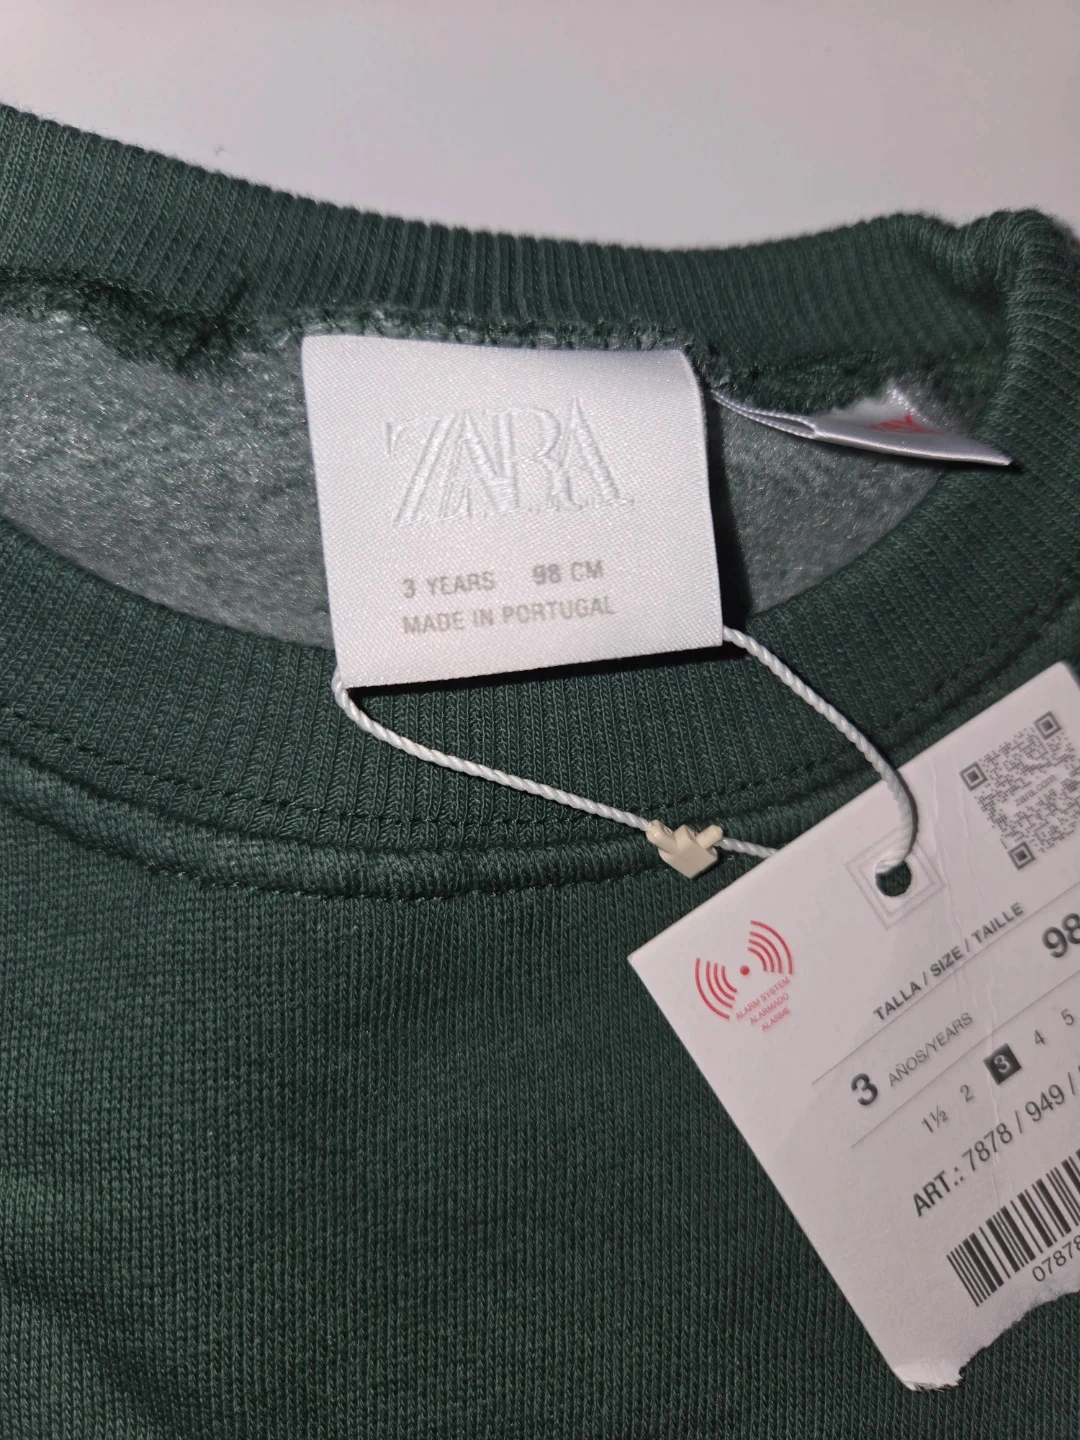 ZARA
3 YEARS 98 CM
MADE IN PORTUGAL
ALARM SYSTEM
ALARMADO
ALARME
TALLA / SIZE / TAILLE
3 AÑOS/YEARS 98
1½ 2 3 4 5
ART.: 7878 / 949 /
07878